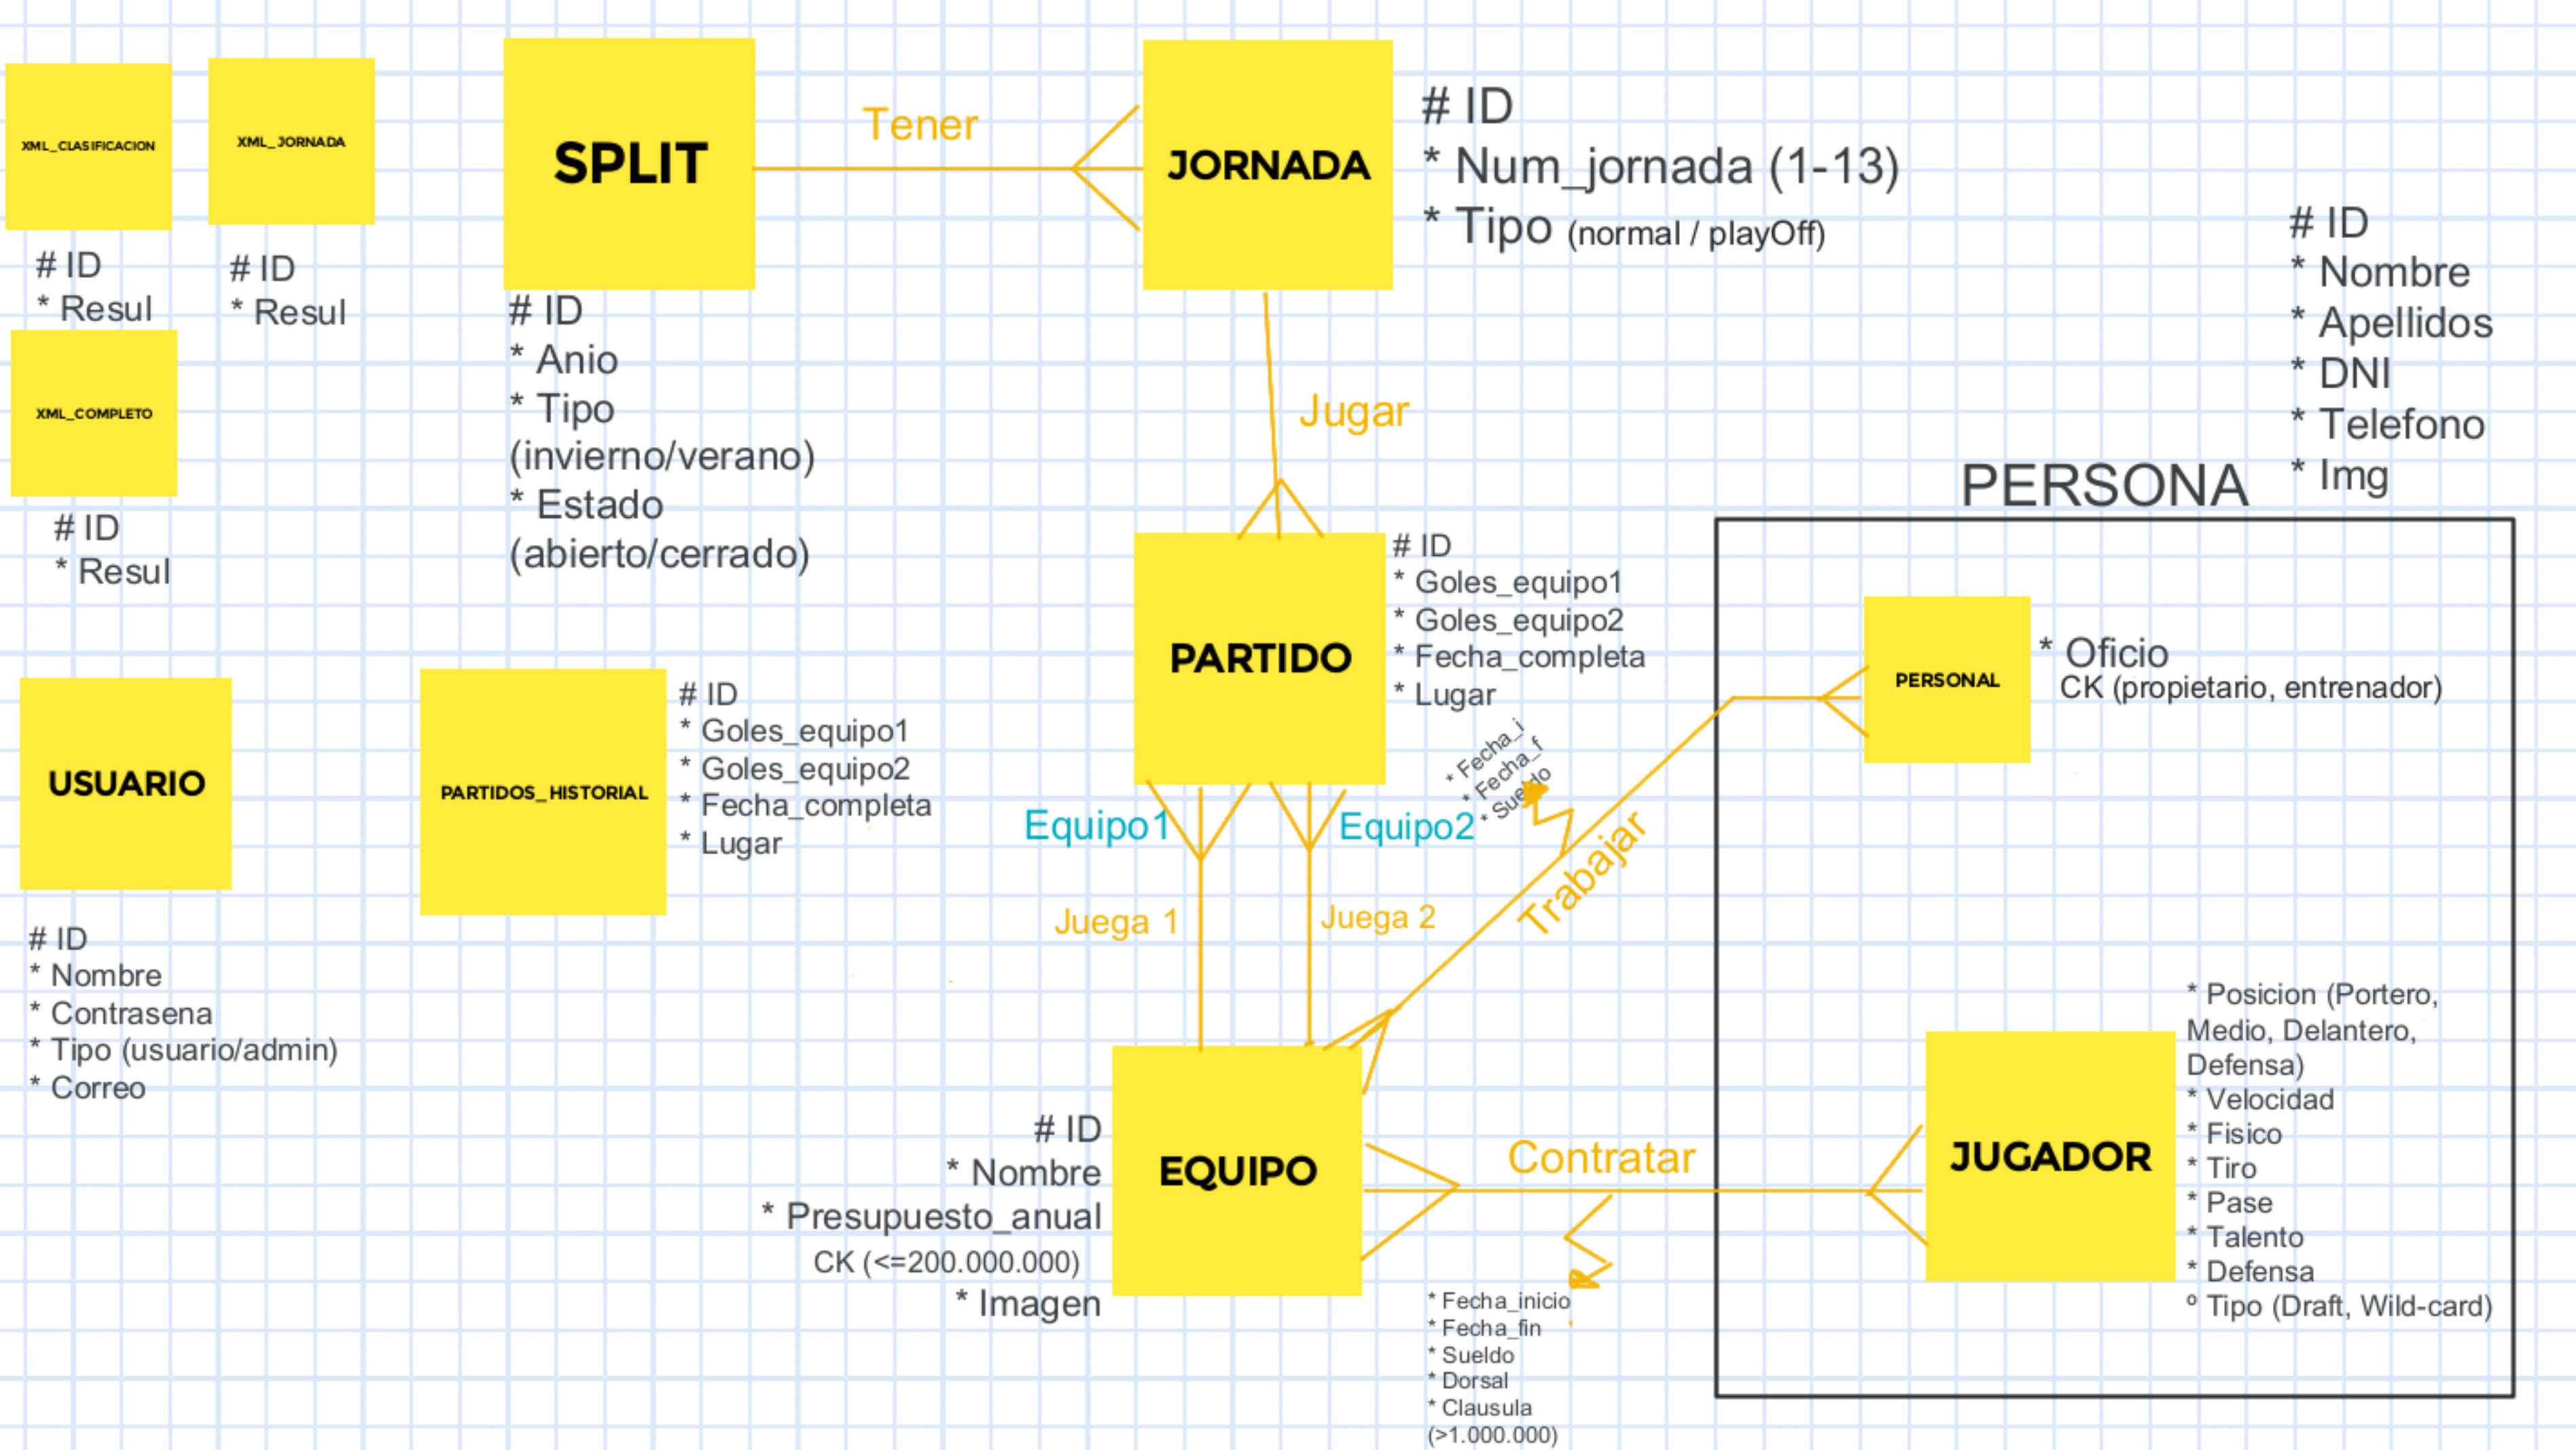 XML_CLASIFICACION
# ID
* Resul
XML_JORNADA
# ID
* Resul
XML_COMPLETO
# ID
* Resul
SPLIT
# ID
* Anio
* Tipo
(invierno/verano)
* Estado
(abierto/cerrado)
Tener
JORNADA
# ID
* Num_jornada (1-13)
* Tipo (normal / playOff)
Jugar
PARTIDO
# ID
* Goles_equipo1
* Goles_equipo2
* Fecha_completa
* Lugar
USUARIO
# ID
* Nombre
* Contrasena
* Tipo (usuario/admin)
* Correo
PARTIDOS_HISTORIAL
# ID
* Goles_equipo1
* Goles_equipo2
* Fecha_completa
* Lugar
Equipo1
Equipo2
Juega 1
Juega 2
* Fecha_i
* Fecha_f
* Sueldo
Trabajar
EQUIPO
# ID
* Nombre
* Presupuesto_anual
CK (<=200.000.000)
* Imagen
Contratar
* Fecha_inicio
* Fecha_fin
* Sueldo
* Dorsal
* Clausula
(>1.000.000)
PERSONA
# ID
* Nombre
* Apellidos
* DNI
* Telefono
* Img
PERSONAL
* Oficio
CK (propietario, entrenador)
JUGADOR
* Posicion (Portero,
Medio, Delantero,
Defensa)
* Velocidad
* Fisico
* Tiro
* Pase
* Talento
* Defensa
º Tipo (Draft, Wild-card)